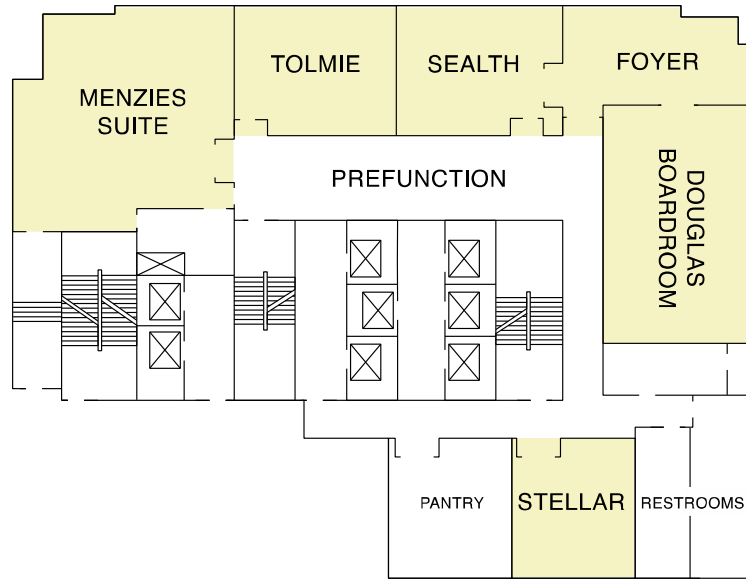 MENZIES
SUITE
TOLMIE
SEALTH
FOYER
PREFUNCTION
DOUGLAS
BOARDROOM
PANTRY
STELLAR
RESTROOMS